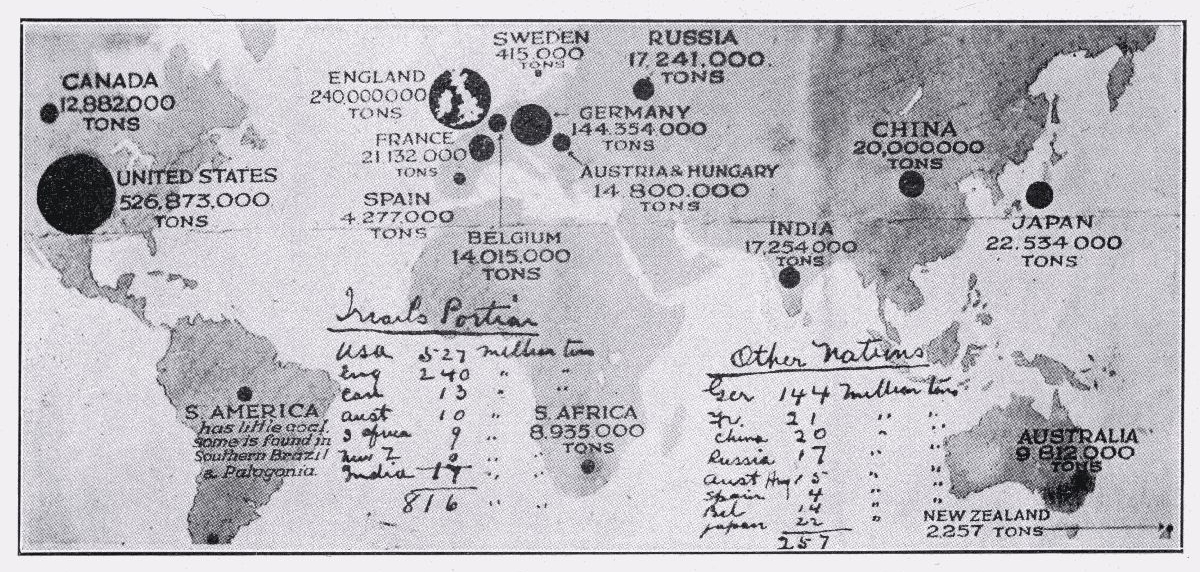 SWEDEN
415.000
TONS
RUSSIA
17,241,000.
TONS
CANADA
12,882,000
TONS
ENGLAND
240,000000
TONS
GERMANY
144.354 000
TONS
FRANCE
21 132 000
TONS
CHINA
20,000000
TONS
UNITED STATES
526,873,000
TONS
AUSTRIA & HUNGARY
14.800.000
TONS
SPAIN
4 277,000
TONS
JAPAN
22.534 000
TONS
INDIA
17,254000
TONS
BELGIUM
14,015,000
TONS
Israel's Portion
USA 527 million tons
Eng 240 " "
Can 13 " "
Aust 10 "
S Africa 9 "
New Z "
India 17 " "
816 " "
Other Nations
Ger 144 million tons
Fr. 21 " "
China 20 " "
Russia 17 " "
Aust Hng 15 " "
Spain 4 " "
Bel 14 " "
Japan 22
257
S. AMERICA
has little coal.
Some is found in
Southern Brazil
& Patagonia.
S. AFRICA
8.935 000
TONS
AUSTRALIA
9 812,000
TONS
NEW ZEALAND
2.257 TONS